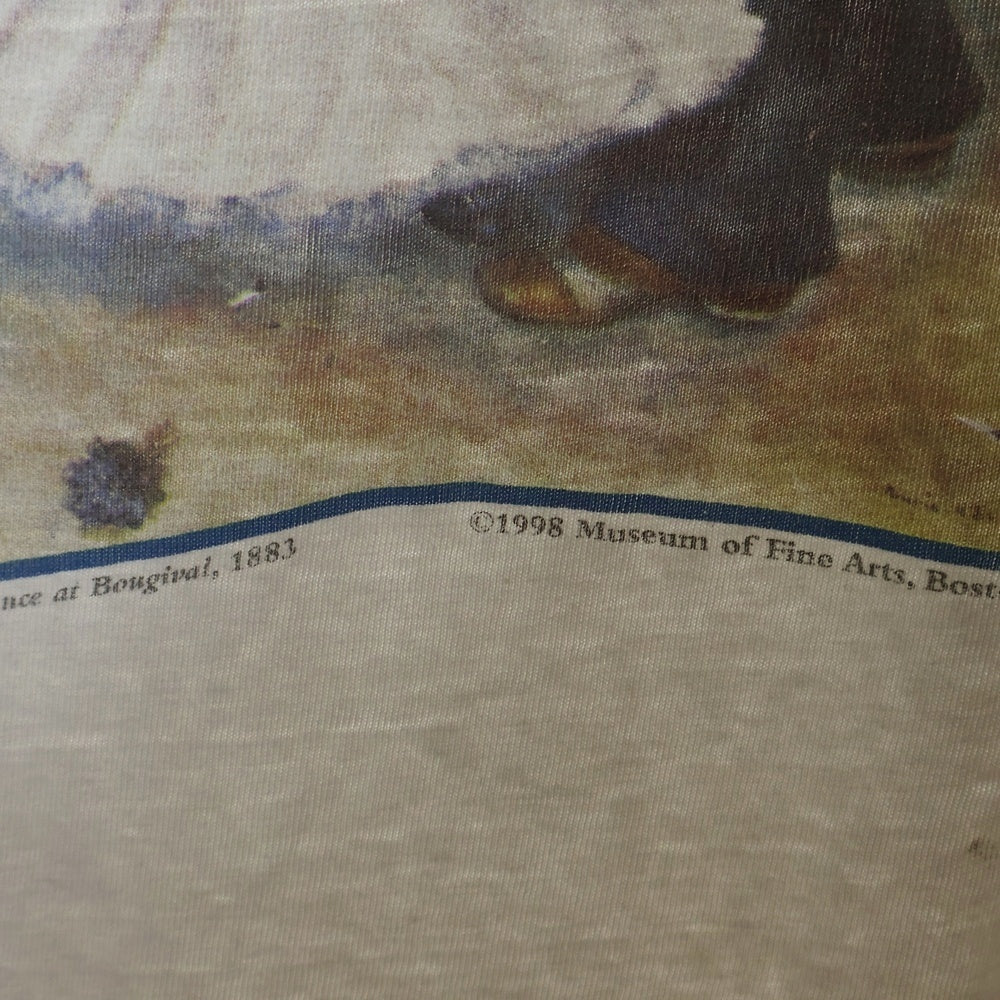 nce at Bougival, 1883
©1998 Museum of Fine Arts, Bost